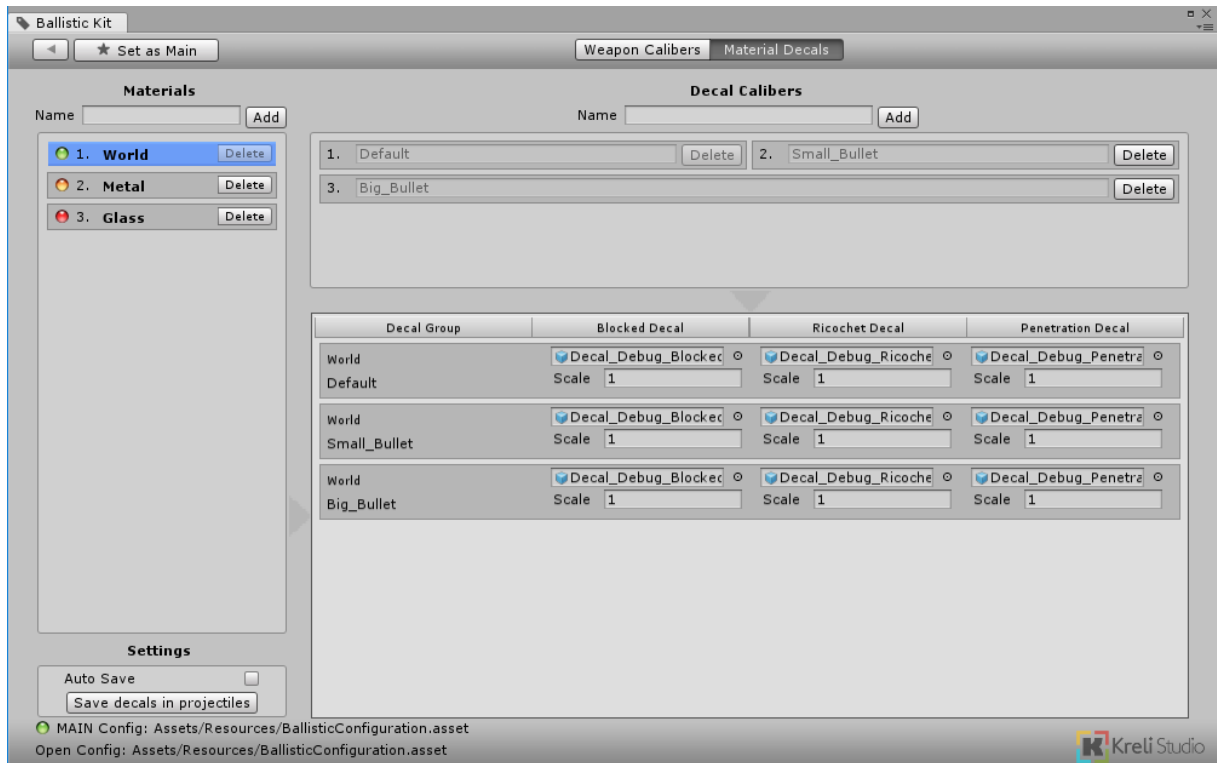 Ballistic Kit
Set as Main
Weapon Calibers Material Decals
Materials
Name Add
1. World Delete
2. Metal Delete
3. Glass Delete
Settings
Auto Save
Save decals in projectiles
Decal Calibers
Name Add
1. Default Delete 2. Small_Bullet Delete
3. Big_Bullet Delete
Decal Group Blocked Decal Ricochet Decal Penetration Decal
World Decal_Debug_Blocked Decal_Debug_Ricoche Decal_Debug_Penetra
Default Scale 1 Scale 1 Scale 1
World Decal_Debug_Blocked Decal_Debug_Ricoche Decal_Debug_Penetra
Small_Bullet Scale 1 Scale 1 Scale 1
World Decal_Debug_Blocked Decal_Debug_Ricoche Decal_Debug_Penetra
Big_Bullet Scale 1 Scale 1 Scale 1
MAIN Config: Assets/Resources/BallisticConfiguration.asset
Open Config: Assets/Resources/BallisticConfiguration.asset
K Kreli Studio